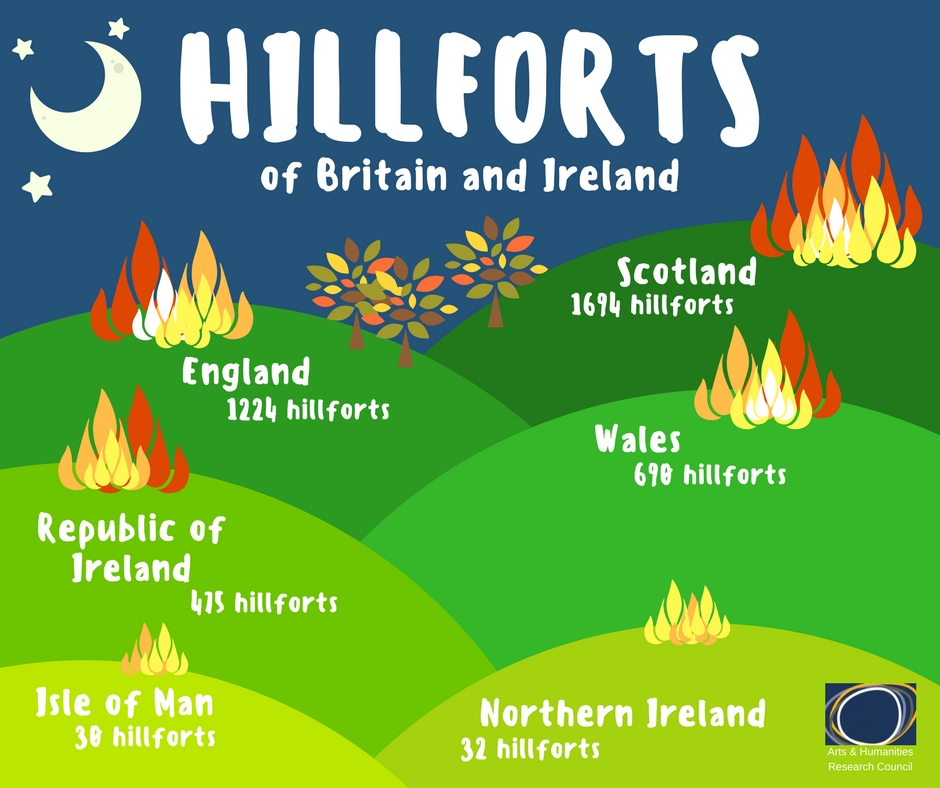 HILLFORTS
of Britain and Ireland
Scotland
1694 hillforts
England
1224 hillforts
Wales
690 hillforts
Republic of
Ireland
475 hillforts
Isle of Man
30 hillforts
Northern Ireland
32 hillforts
Arts & Humanities
Research Council